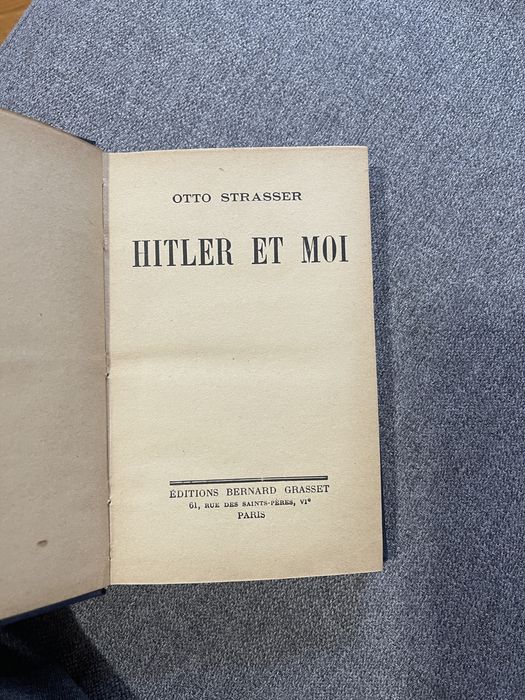 OTTO STRASSER
HITLER ET MOI
ÉDITIONS BERNARD GRASSET
61, RUE DES SAINTS-PÈRES, VIᵉ
PARIS